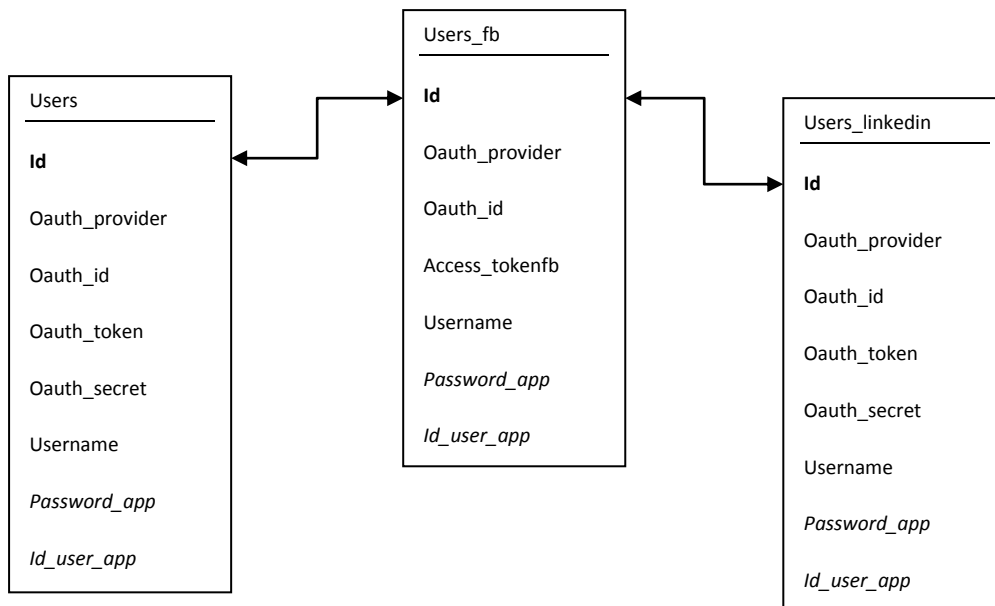 Users
Id
Oauth_provider
Oauth_id
Oauth_token
Oauth_secret
Username
Password_app
Id_user_app
Users_fb
Id
Oauth_provider
Oauth_id
Access_tokenfb
Username
Password_app
Id_user_app
Users_linkedin
Id
Oauth_provider
Oauth_id
Oauth_token
Oauth_secret
Username
Password_app
Id_user_app